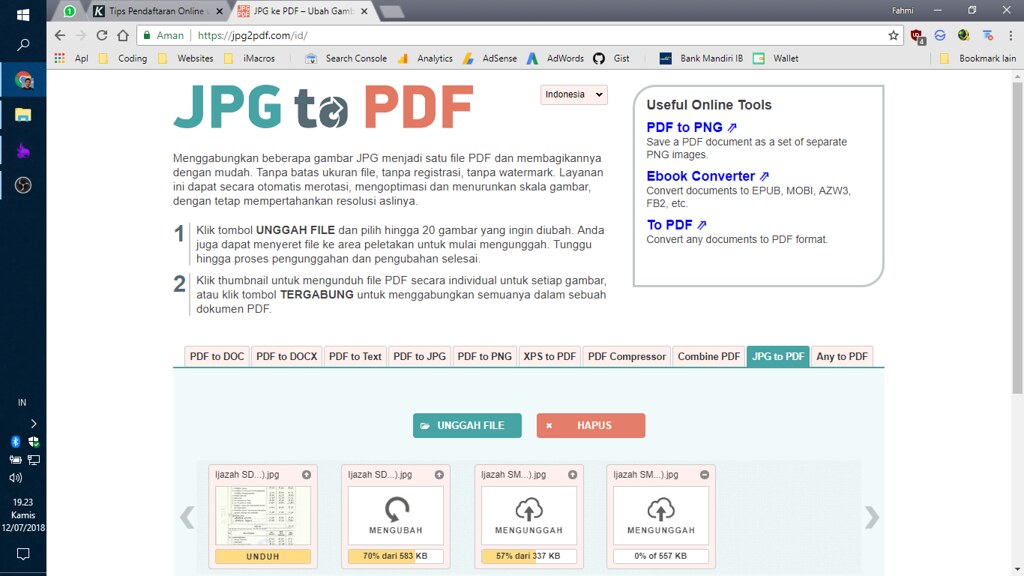 Tips Pendaftaran Online
JPG ke PDF – Ubah Gamb
Fahmi
Aman
https://jpg2pdf.com/id/
4
Apl
Coding
Websites
iMacros
Search Console
Analytics
AdSense
AdWords
Gist
Bank Mandiri IB
Wallet
Bookmark lain
JPG to PDF
Indonesia
Menggabungkan beberapa gambar JPG menjadi satu file PDF dan membagikannya
dengan mudah. Tanpa batas ukuran file, tanpa registrasi, tanpa watermark. Layanan
ini dapat secara otomatis merotasi, mengoptimasi dan menurunkan skala gambar,
dengan tetap mempertahankan resolusi aslinya.
1
Klik tombol UNGGAH FILE dan pilih hingga 20 gambar yang ingin diubah. Anda
juga dapat menyeret file ke area peletakan untuk mulai mengunggah. Tunggu
hingga proses pengunggahan dan pengubahan selesai.
2
Klik thumbnail untuk mengunduh file PDF secara individual untuk setiap gambar,
atau klik tombol TERGABUNG untuk menggabungkan semuanya dalam sebuah
dokumen PDF.
Useful Online Tools
PDF to PNG ⇗
Save a PDF document as a set of separate
PNG images.
Ebook Converter ⇗
Convert documents to EPUB, MOBI, AZW3,
FB2, etc.
To PDF ⇗
Convert any documents to PDF format.
PDF to DOC
PDF to DOCX
PDF to Text
PDF to JPG
PDF to PNG
XPS to PDF
PDF Compressor
Combine PDF
JPG to PDF
Any to PDF
UNGGAH FILE
HAPUS
Ijazah SD...).jpg
Ijazah SD...).jpg
Ijazah SM...).jpg
Ijazah SM...).jpg
MENGUBAH
MENGUNGGAH
MENGUNGGAH
UNDUH
70% dari 583 KB
57% dari 337 KB
0% of 557 KB
IN
19.23
Kamis
12/07/2018